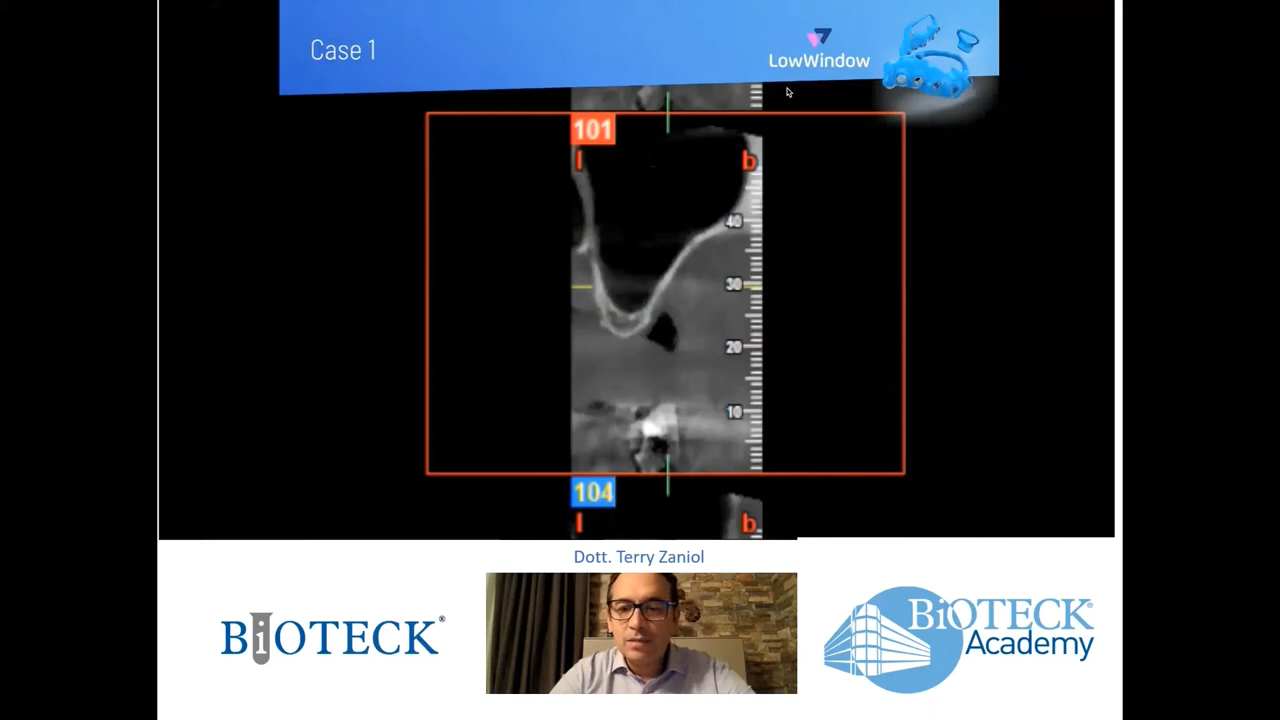 Case 1
LowWindow
101
l
b
40
30
20
10
104
l
b
Dott. Terry Zaniol
BiOTECK®
BiOTECK®
Academy